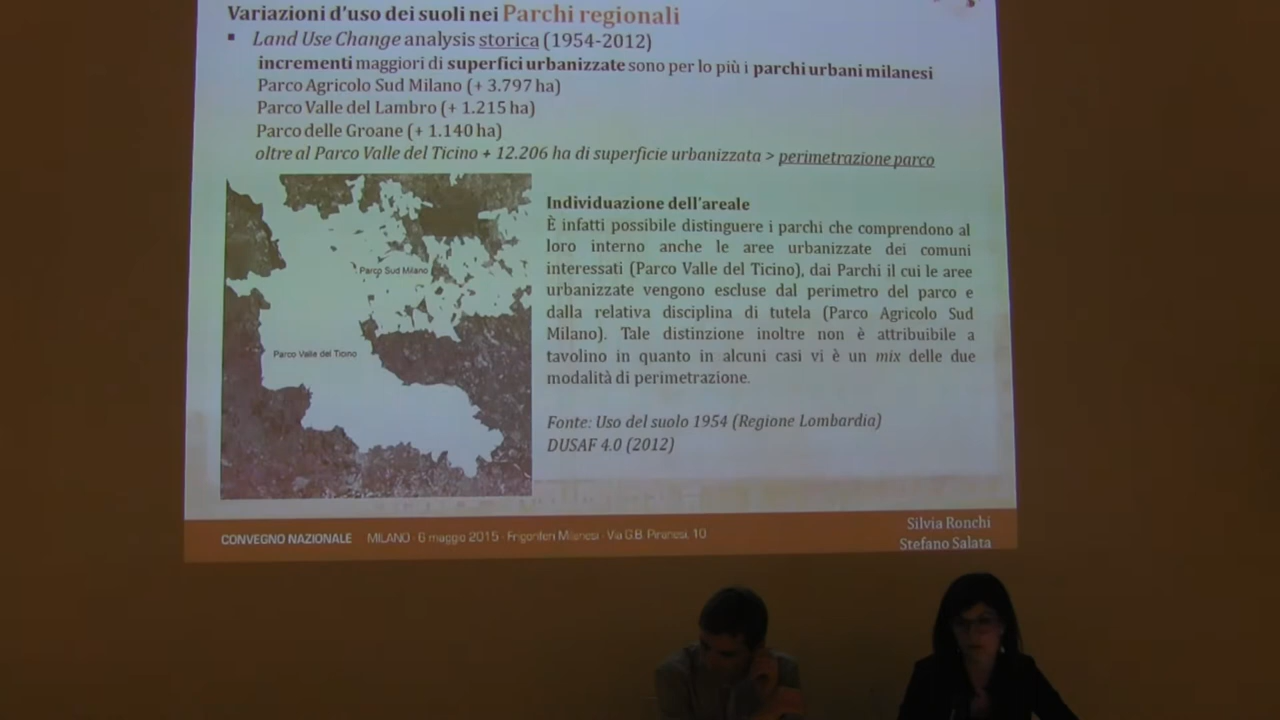 Variazioni d'uso dei suoli nei Parchi regionali
▪ Land Use Change analysis storica (1954-2012)
incrementi maggiori di superfici urbanizzate sono per lo più i parchi urbani milanesi
Parco Agricolo Sud Milano (+ 3.797 ha)
Parco Valle del Lambro (+ 1.215 ha)
Parco delle Groane (+ 1.140 ha)
oltre al Parco Valle del Ticino + 12.206 ha di superficie urbanizzata > perimetrazione parco
Parco Sud Milano
Parco Valle del Ticino
Individuazione dell'areale
È infatti possibile distinguere i parchi che comprendono al
loro interno anche le aree urbanizzate dei comuni
interessati (Parco Valle del Ticino), dai Parchi il cui le aree
urbanizzate vengono escluse dal perimetro del parco e
dalla relativa disciplina di tutela (Parco Agricolo Sud
Milano). Tale distinzione inoltre non è attribuibile a
tavolino in quanto in alcuni casi vi è un mix delle due
modalità di perimetrazione.
Fonte: Uso del suolo 1954 (Regione Lombardia)
DUSAF 4.0 (2012)
CONVEGNO NAZIONALE MILANO · 6 maggio 2015 · Frigoriferi Milanesi · Via G.B. Piranesi, 10
Silvia Ronchi
Stefano Salata